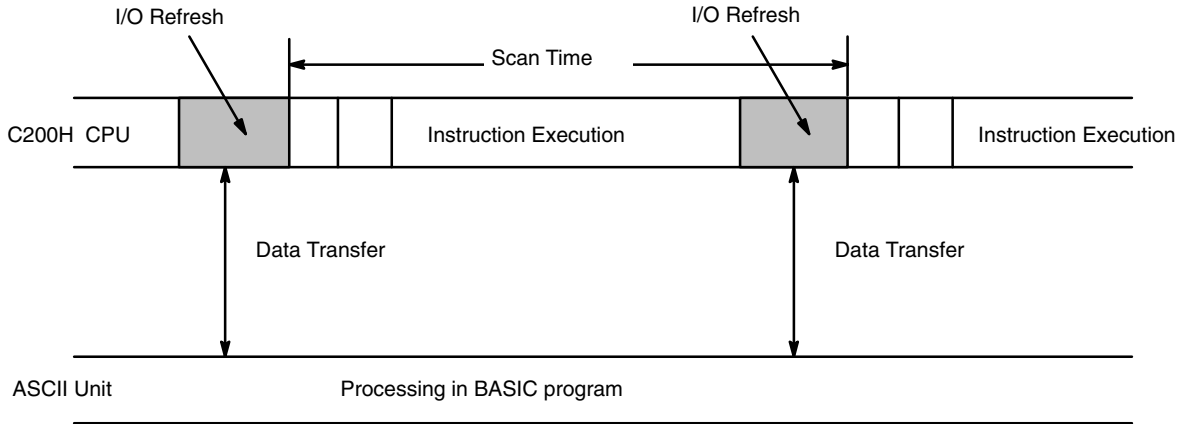 I/O Refresh
I/O Refresh
Scan Time
C200H CPU
Instruction Execution
Instruction Execution
Data Transfer
Data Transfer
ASCII Unit
Processing in BASIC program